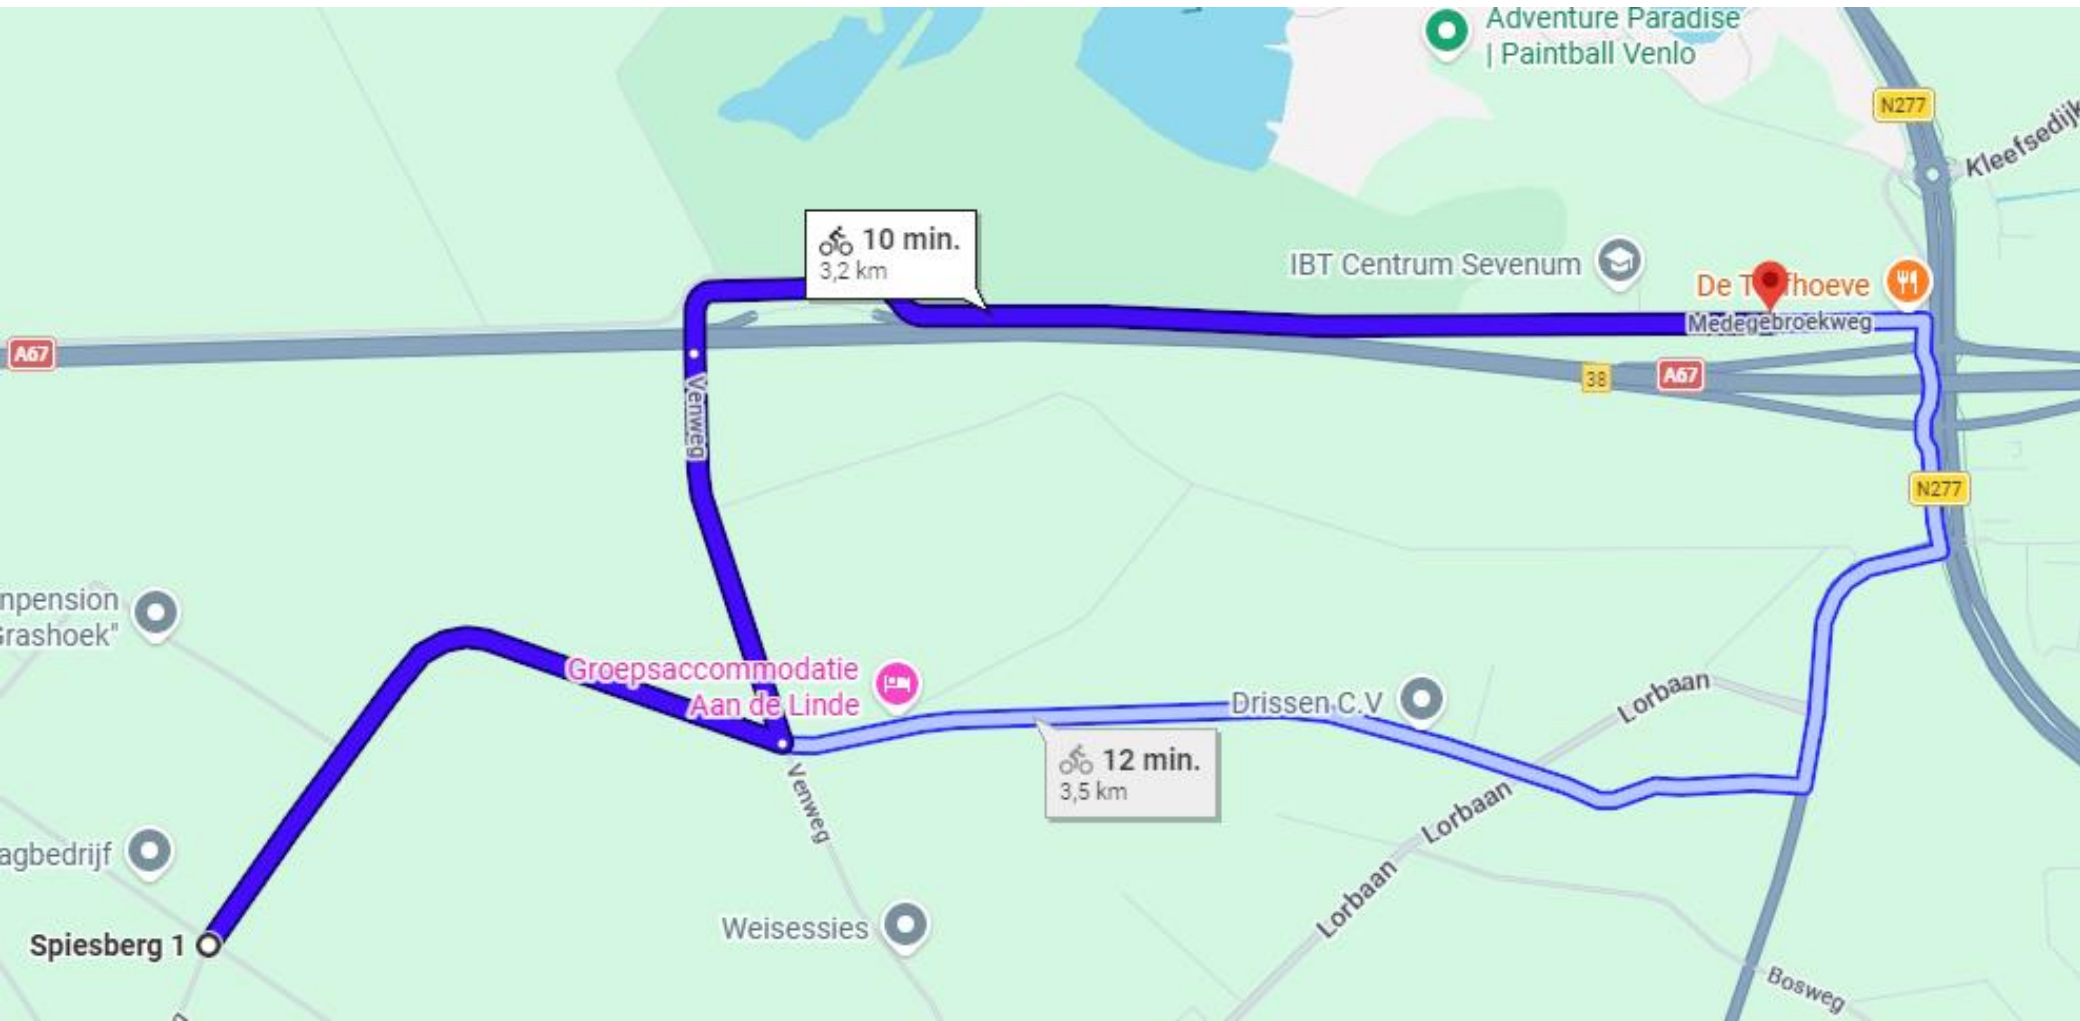 Adventure Paradise
| Paintball Venlo
N277
Kleefsedijk
10 min.
3,2 km
IBT Centrum Sevenum
Medegebroekweg
A67
38
A67
Venweg
N277
npension
Grashoek"
Groepsaccommodatie
Aan de Linde
Drissen C.V
Lorbaan
12 min.
3,5 km
Venweg
Lorbaan
agbedrijf
Lorbaan
Weisessies
Spiesberg 1
Bosweg